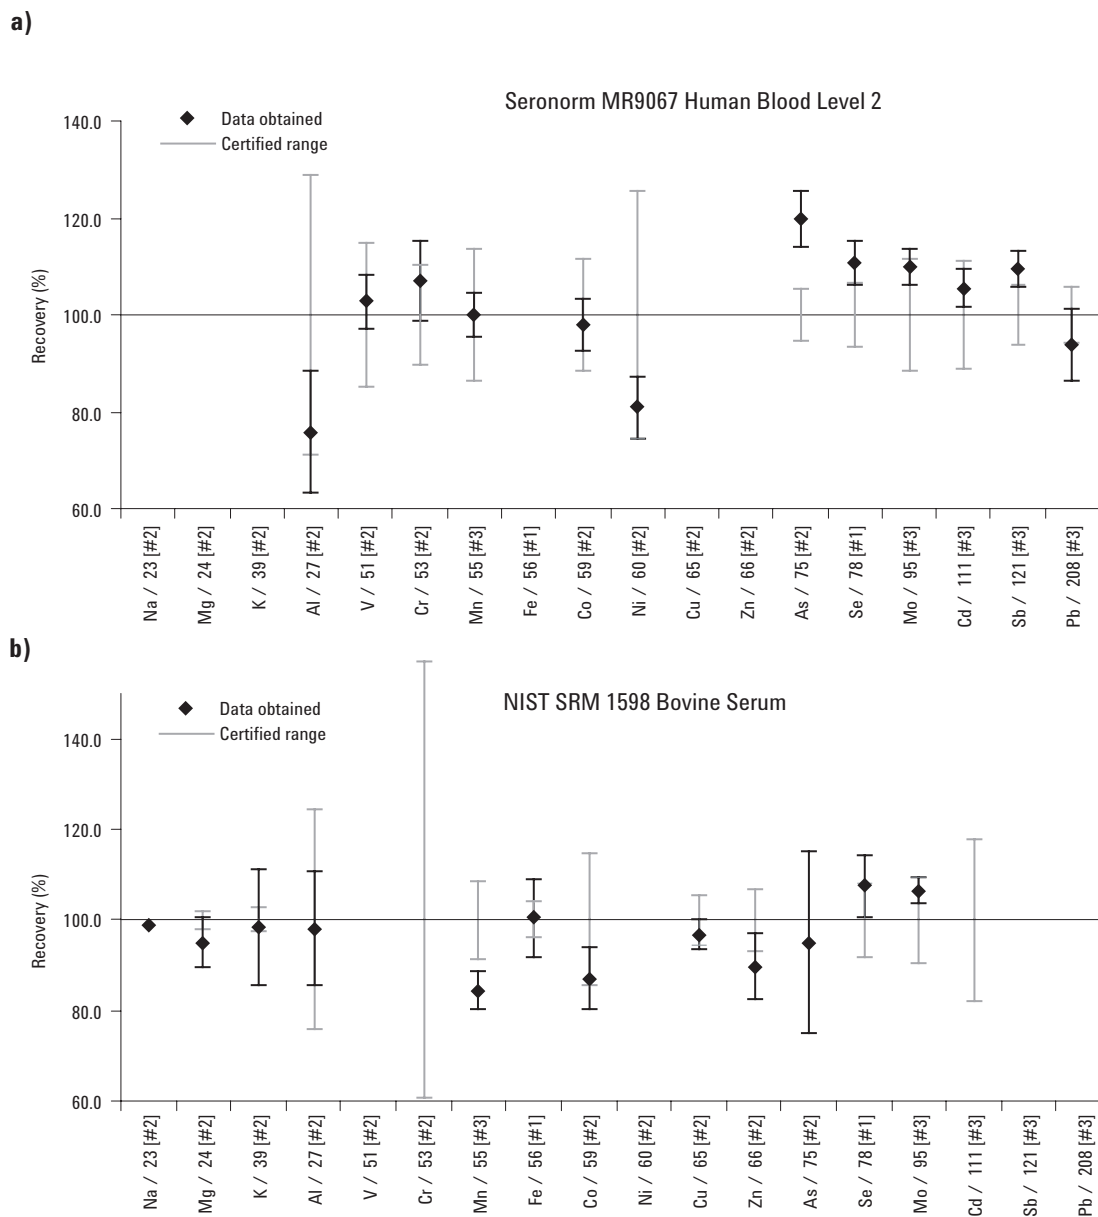 a)
Seronorm MR9067 Human Blood Level 2
Data obtained
Certified range
140.0
120.0
100.0
80.0
60.0
Recovery (%)
Na / 23 [#2]
Mg / 24 [#2]
K / 39 [#2]
Al / 27 [#2]
V / 51 [#2]
Cr / 53 [#2]
Mn / 55 [#3]
Fe / 56 [#1]
Co / 59 [#2]
Ni / 60 [#2]
Cu / 65 [#2]
Zn / 66 [#2]
As / 75 [#2]
Se / 78 [#1]
Mo / 95 [#3]
Cd / 111 [#3]
Sb / 121 [#3]
Pb / 208 [#3]
b)
NIST SRM 1598 Bovine Serum
Data obtained
Certified range
140.0
120.0
100.0
80.0
60.0
Recovery (%)
Na / 23 [#2]
Mg / 24 [#2]
K / 39 [#2]
Al / 27 [#2]
V / 51 [#2]
Cr / 53 [#2]
Mn / 55 [#3]
Fe / 56 [#1]
Co / 59 [#2]
Ni / 60 [#2]
Cu / 65 [#2]
Zn / 66 [#2]
As / 75 [#2]
Se / 78 [#1]
Mo / 95 [#3]
Cd / 111 [#3]
Sb / 121 [#3]
Pb / 208 [#3]